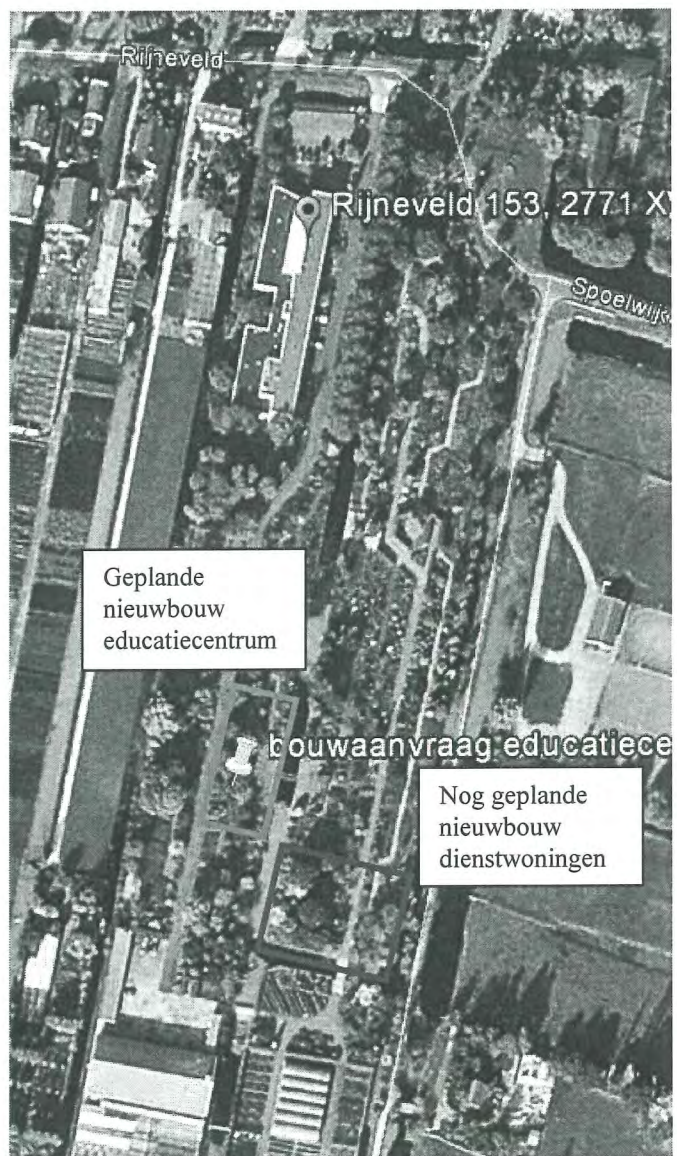 Rijneveld
Rijneveld 153, 2771 X
Spoelwijk
Geplande
nieuwbouw
educatiecentrum
bouwaanvraag educatiece
Nog geplande
nieuwbouw
dienstwoningen